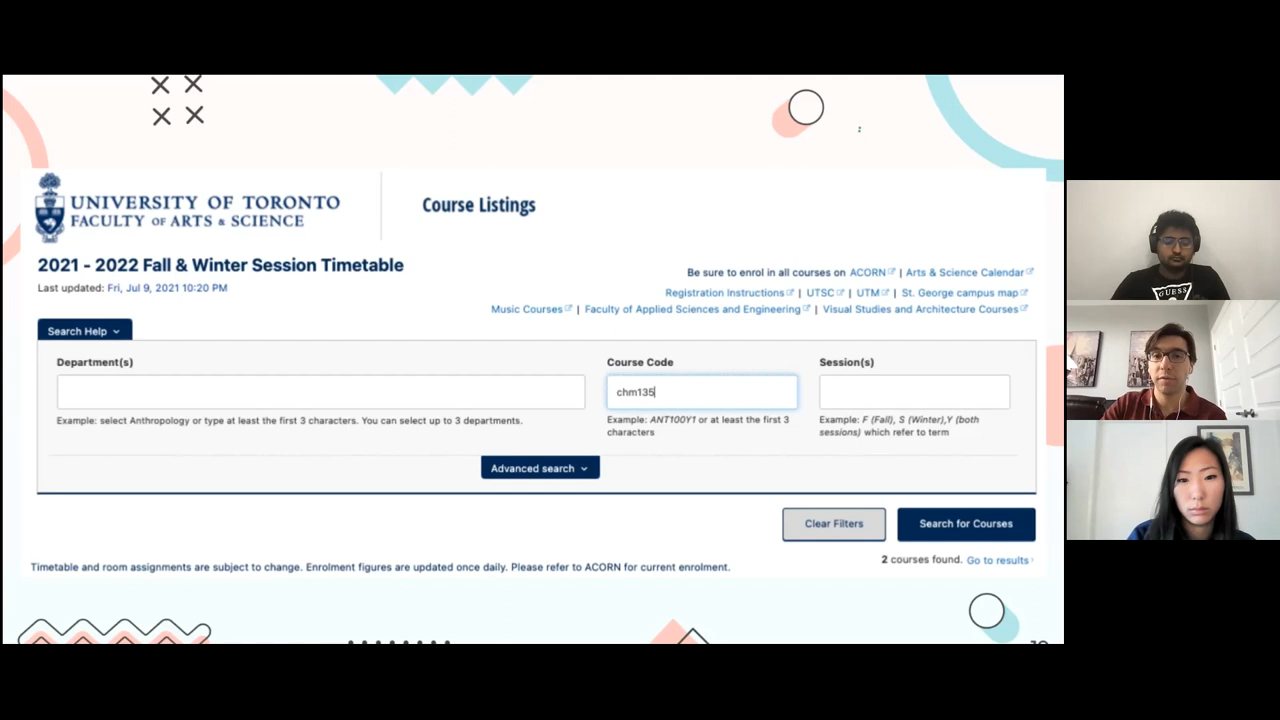 UNIVERSITY OF TORONTO
FACULTY OF ARTS & SCIENCE
Course Listings
2021 - 2022 Fall & Winter Session Timetable
Last updated: Fri, Jul 9, 2021 10:20 PM
Be sure to enrol in all courses on ACORN | Arts & Science Calendar
Registration Instructions | UTSC | UTM | St. George campus map
Music Courses | Faculty of Applied Sciences and Engineering | Visual Studies and Architecture Courses
Search Help
Department(s)
Course Code
Session(s)
chm135
Example: select Anthropology or type at least the first 3 characters. You can select up to 3 departments.
Example: ANT100Y1 or at least the first 3
characters
Example: F (Fall), S (Winter),Y (both
sessions) which refer to term
Advanced search
Clear Filters
Search for Courses
2 courses found. Go to results
Timetable and room assignments are subject to change. Enrolment figures are updated once daily. Please refer to ACORN for current enrolment.
GUESS